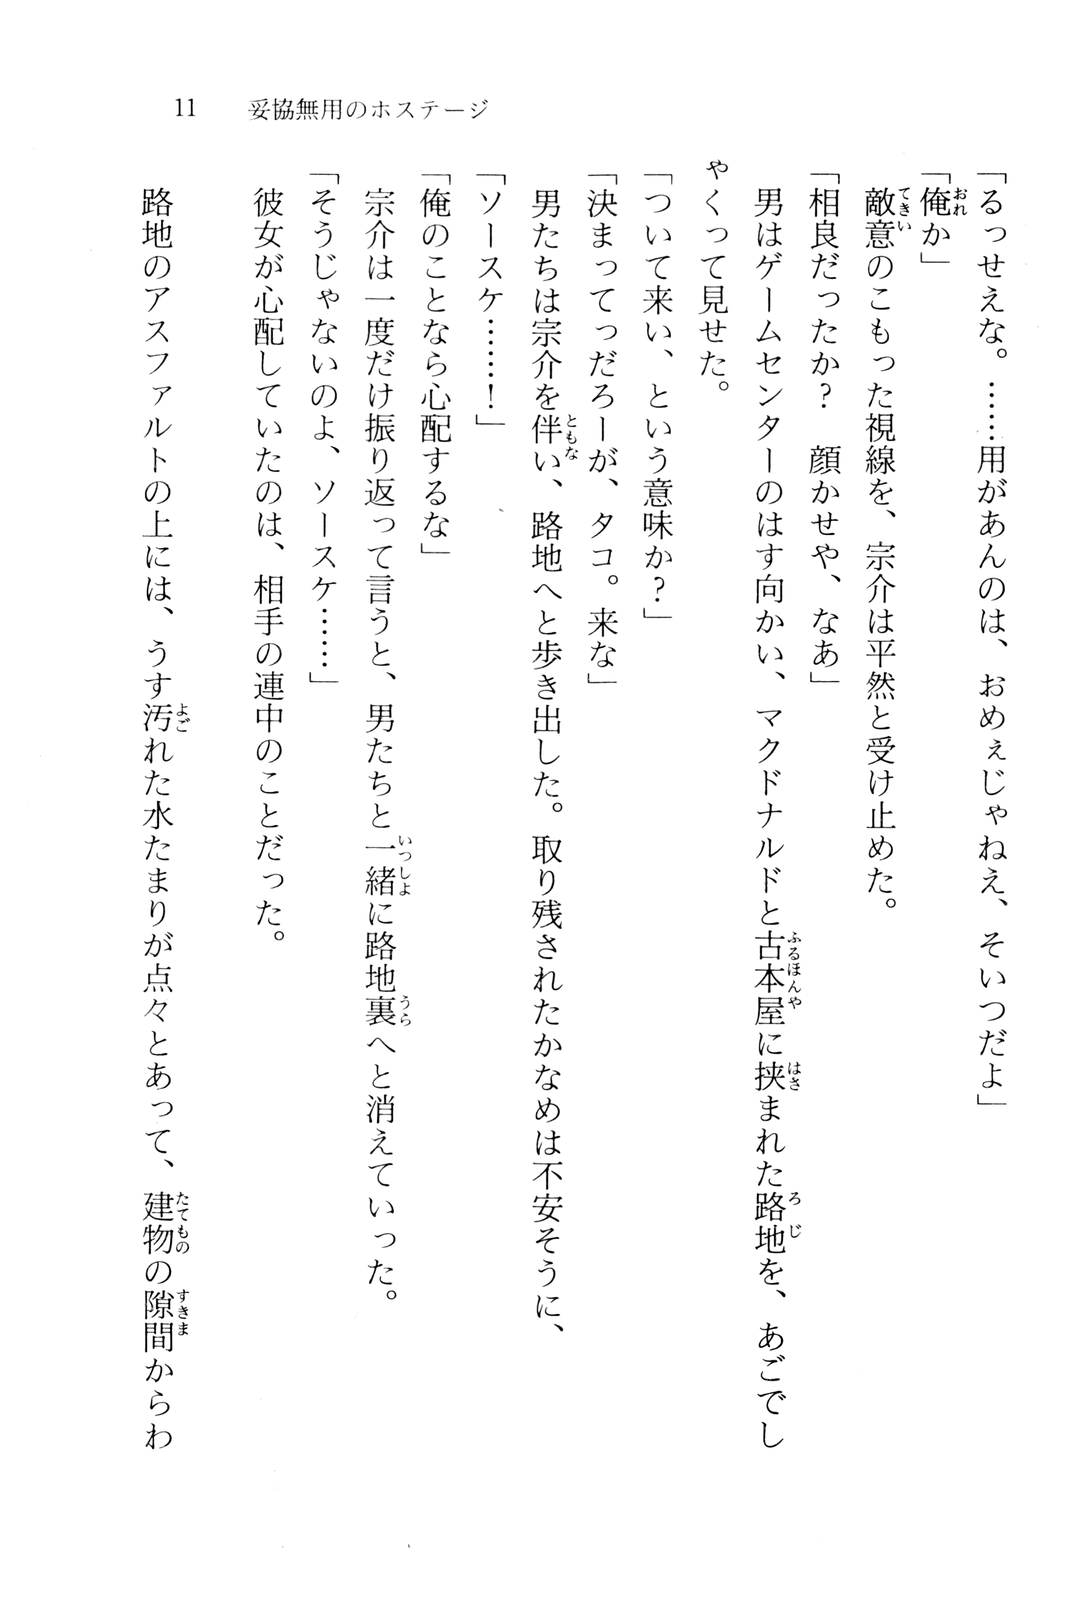 11　妥協無用のホステージ
「るっせえな。……用があんのは、おめぇじゃねえ、そいつだよ」
「俺か」
敵意のこもった視線を、宗介は平然と受け止めた。
「相良だったか？　顔かせや、なあ」
男はゲームセンターのはす向かい、マクドナルドと古本屋に挟まれた路地を、あごでし
ゃくって見せた。
「ついて来い、という意味か？」
「決まってっだろーが、タコ。来な」
男たちは宗介を伴い、路地へと歩き出した。取り残されたかなめは不安そうに、
「ソースケ……！」
「俺のことなら心配するな」
宗介は一度だけ振り返って言うと、男たちと一緒に路地裏へと消えていった。
「そうじゃないのよ、ソースケ……」
彼女が心配していたのは、相手の連中のことだった。
路地のアスファルトの上には、うす汚れた水たまりが点々とあって、建物の隙間からわ